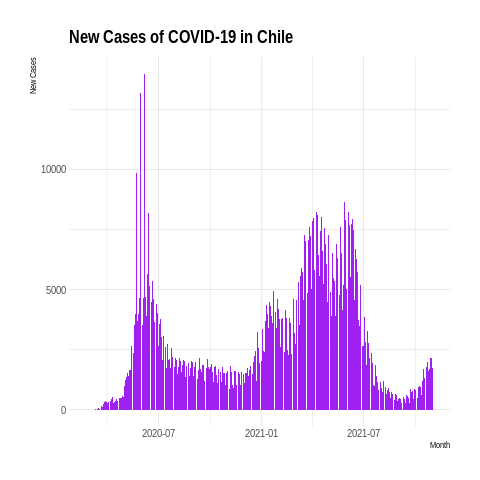 New Cases of COVID-19 in Chile
New Cases
10000
5000
0
2020-07 2021-01 2021-07
Month